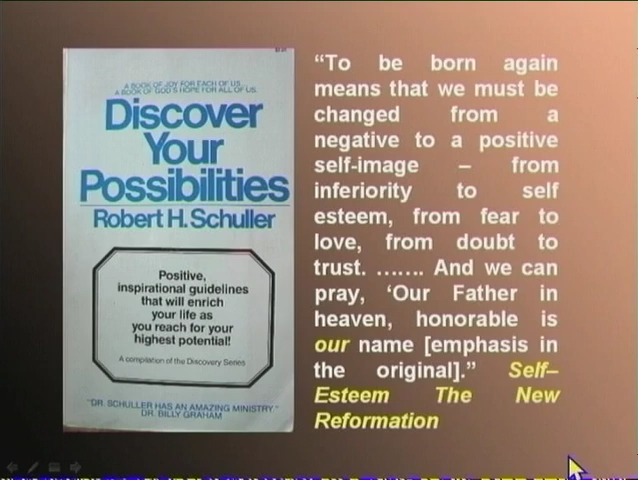 A BOOK OF JOY FOR EACH OF US...
A BOOK OF GOD'S HOPE FOR ALL OF US.
Discover
Your
Possibilities
Robert H. Schuller
Positive,
inspirational guidelines
that will enrich
your life as
you reach for your
highest potential!
A compilation of the Discovery Series
"DR. SCHULLER HAS AN AMAZING MINISTRY."
DR. BILLY GRAHAM
“To be born again
means that we must be
changed from a
negative to a positive
self-image – from
inferiority to self
esteem, from fear to
love, from doubt to
trust. ……. And we can
pray, ‘Our Father in
heaven, honorable is
our name [emphasis in
the original].” Self–
Esteem The New
Reformation